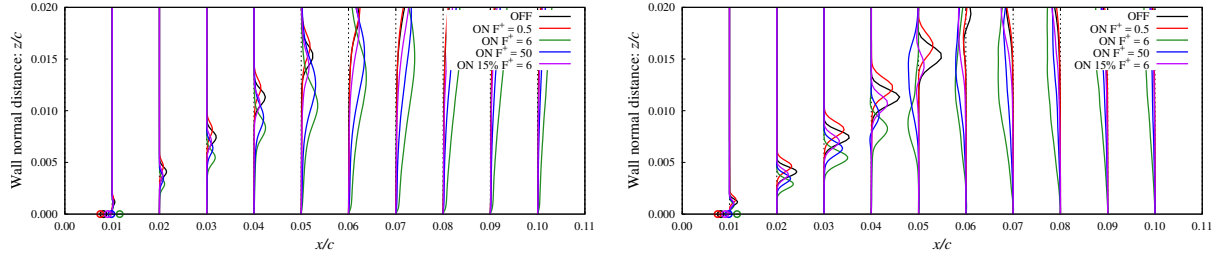 0.020
0.015
0.010
0.005
0.000
Wall normal distance: z/c
OFF
ON F+ = 0.5
ON F+ = 6
ON F+ = 50
ON 15% F+ = 6
0.00 0.01 0.02 0.03 0.04 0.05 0.06 0.07 0.08 0.09 0.10 0.11
x/c
0.020
0.015
0.010
0.005
0.000
Wall normal distance: z/c
OFF
ON F+ = 0.5
ON F+ = 6
ON F+ = 50
ON 15% F+ = 6
0.00 0.01 0.02 0.03 0.04 0.05 0.06 0.07 0.08 0.09 0.10 0.11
x/c